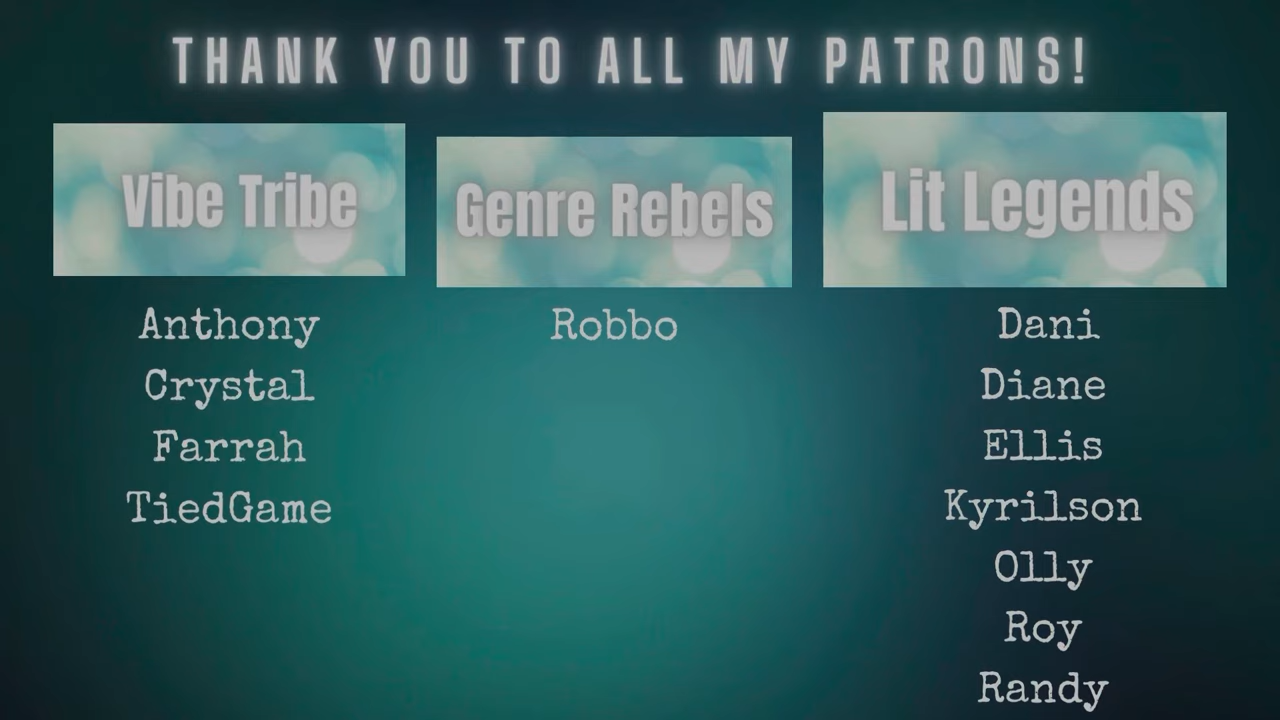 THANK YOU TO ALL MY PATRONS!
Vibe Tribe
Anthony
Crystal
Farrah
TiedGame
Genre Rebels
Robbo
Lit Legends
Dani
Diane
Ellis
Kyrilson
Olly
Roy
Randy